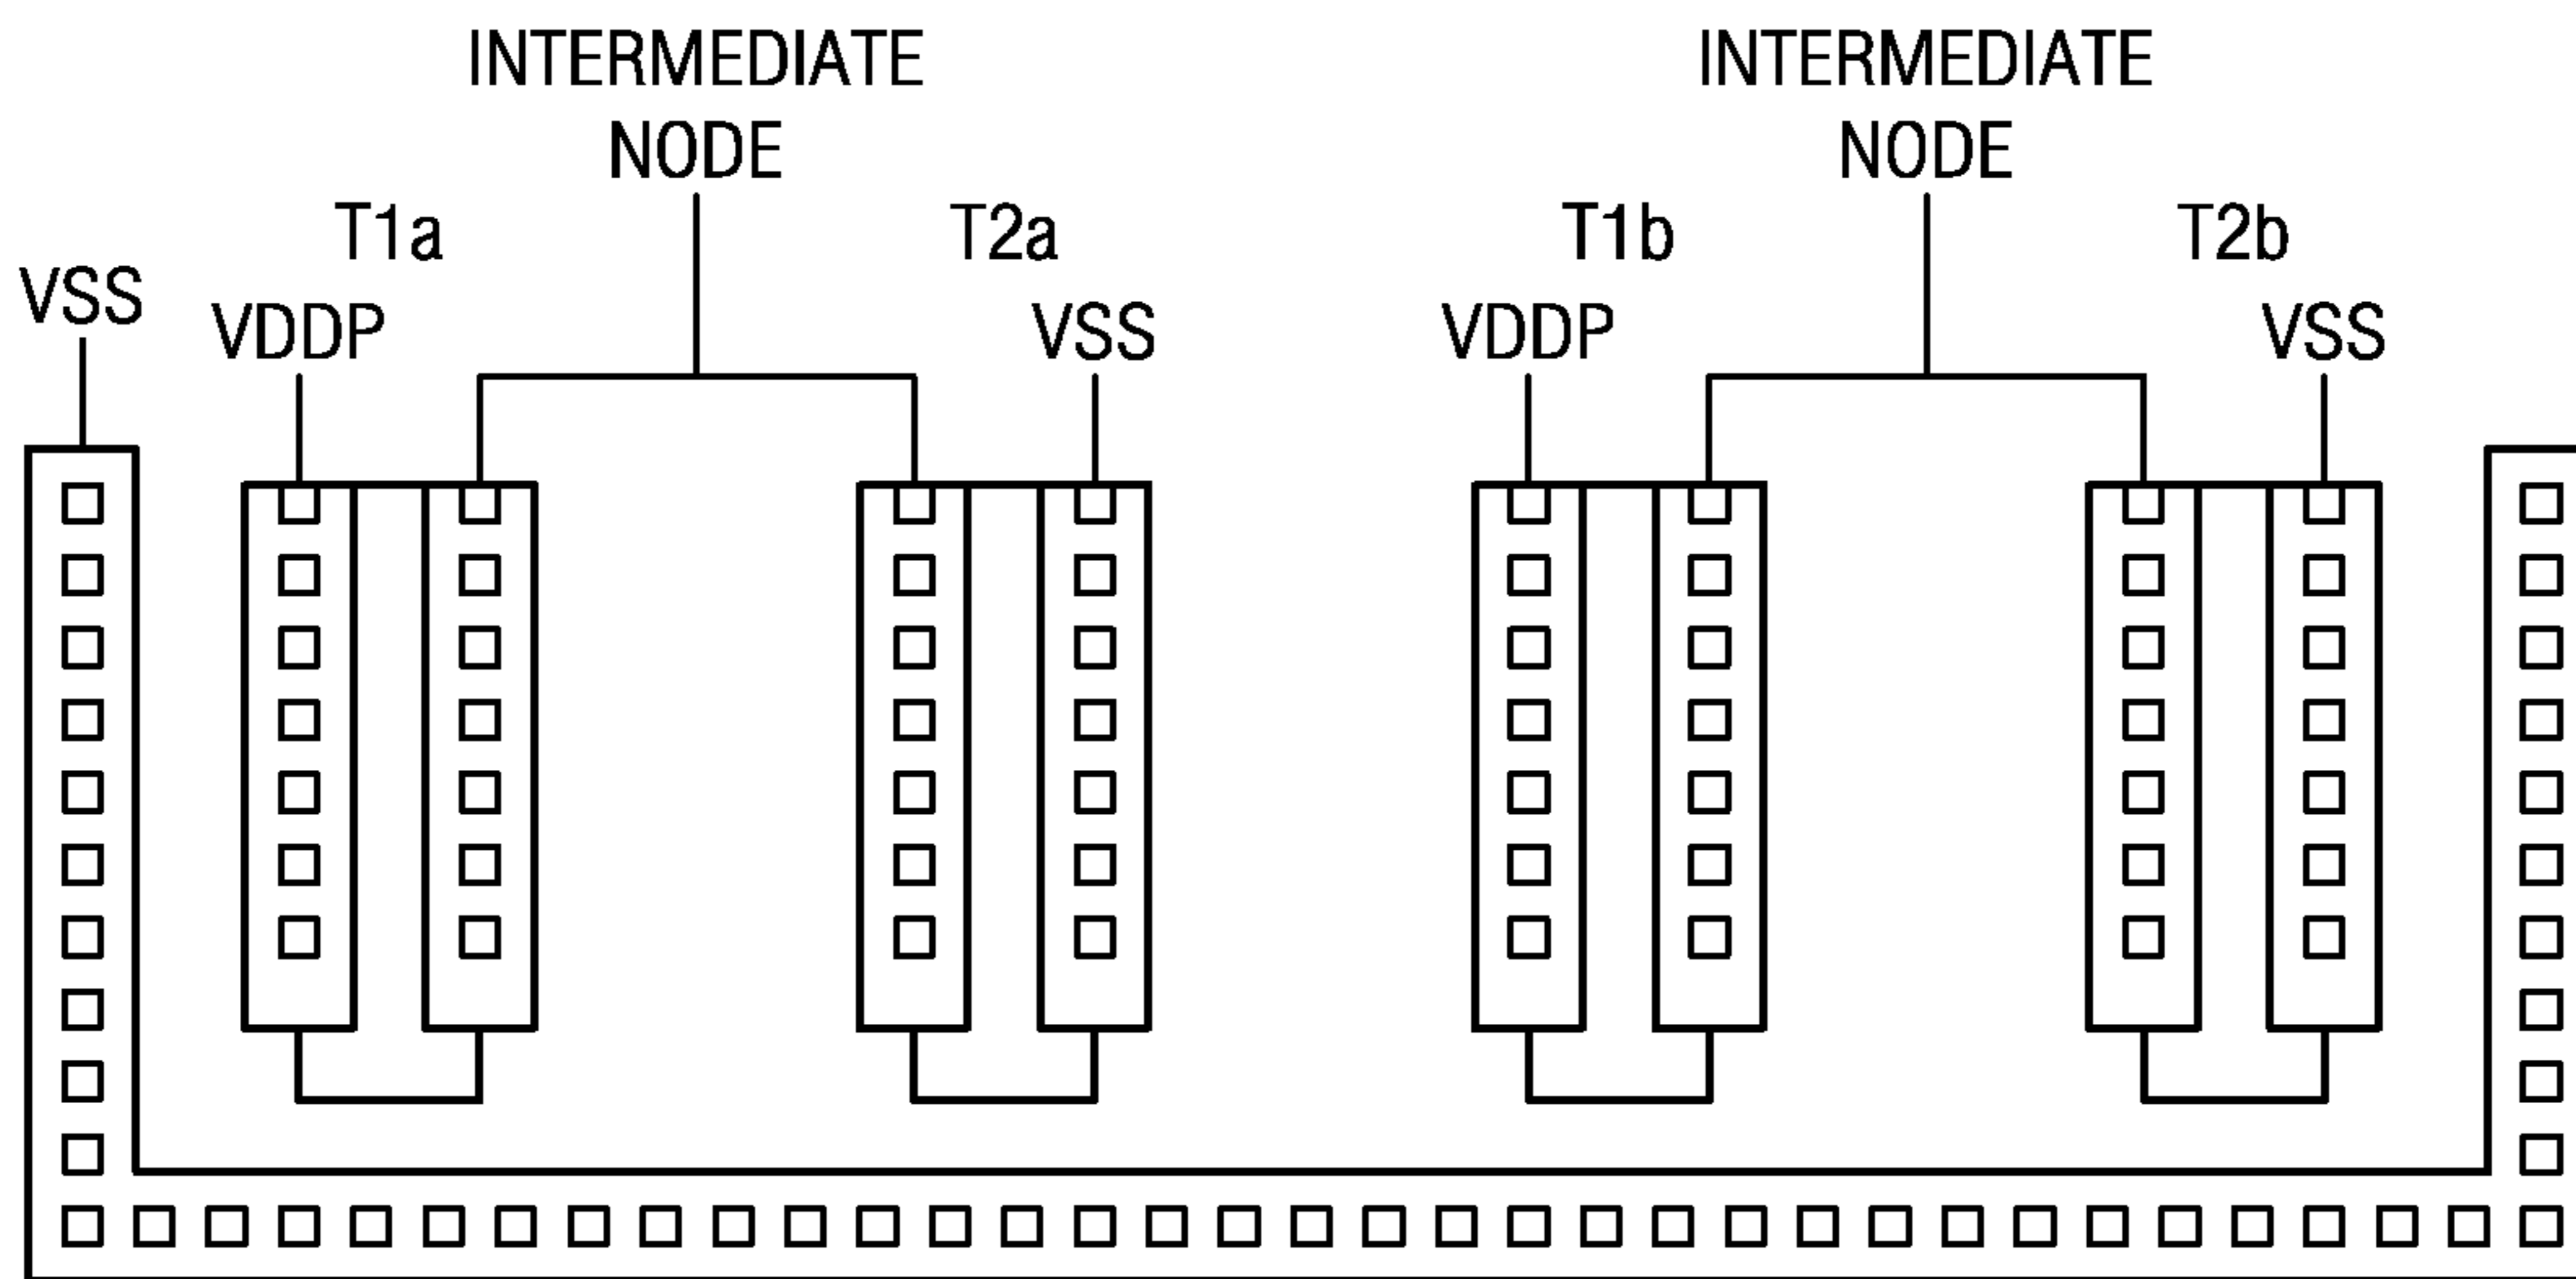 INTERMEDIATE
NODE
INTERMEDIATE
NODE
T1a
T2a
T1b
T2b
VSS
VDDP
VSS
VDDP
VSS